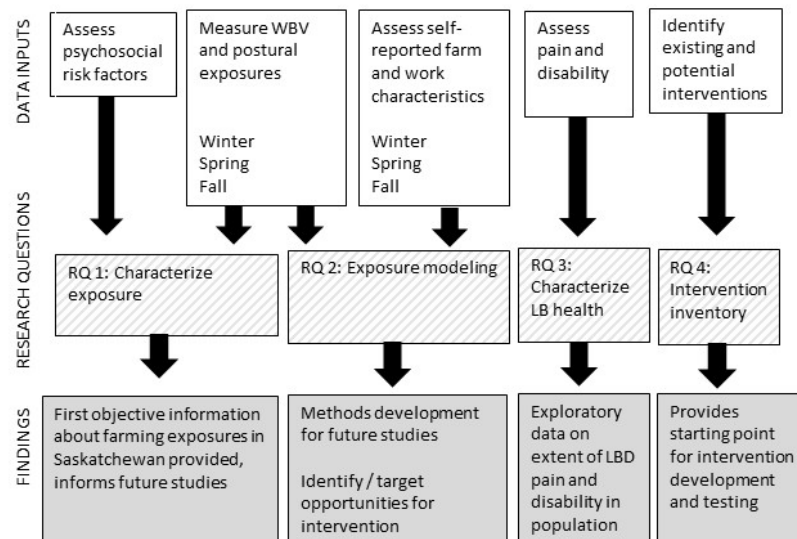 DATA INPUTS
Assess
psychosocial
risk factors
Measure WBV
and postural
exposures
Winter
Spring
Fall
Assess self-
reported farm
and work
characteristics
Winter
Spring
Fall
Assess
pain and
disability
Identify
existing and
potential
interventions
RESEARCH QUESTIONS
RQ 1: Characterize
exposure
RQ 2: Exposure modeling
RQ 3:
Characterize
LB health
RQ 4:
Intervention
inventory
FINDINGS
First objective information
about farming exposures in
Saskatchewan provided,
informs future studies
Methods development
for future studies
Identify / target
opportunities for
intervention
Exploratory
data on
extent of LBD
pain and
disability in
population
Provides
starting point
for intervention
development
and testing